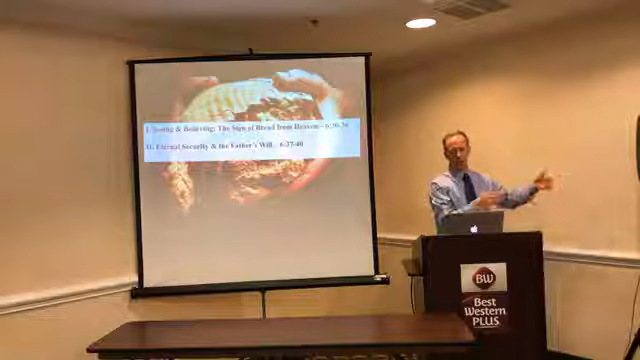 I. Seeing & Believing: The Sign of Bread from Heaven – 6:30-36
II. Eternal Security & the Father's Will – 6:37-40
BW
Best
Western
PLUS